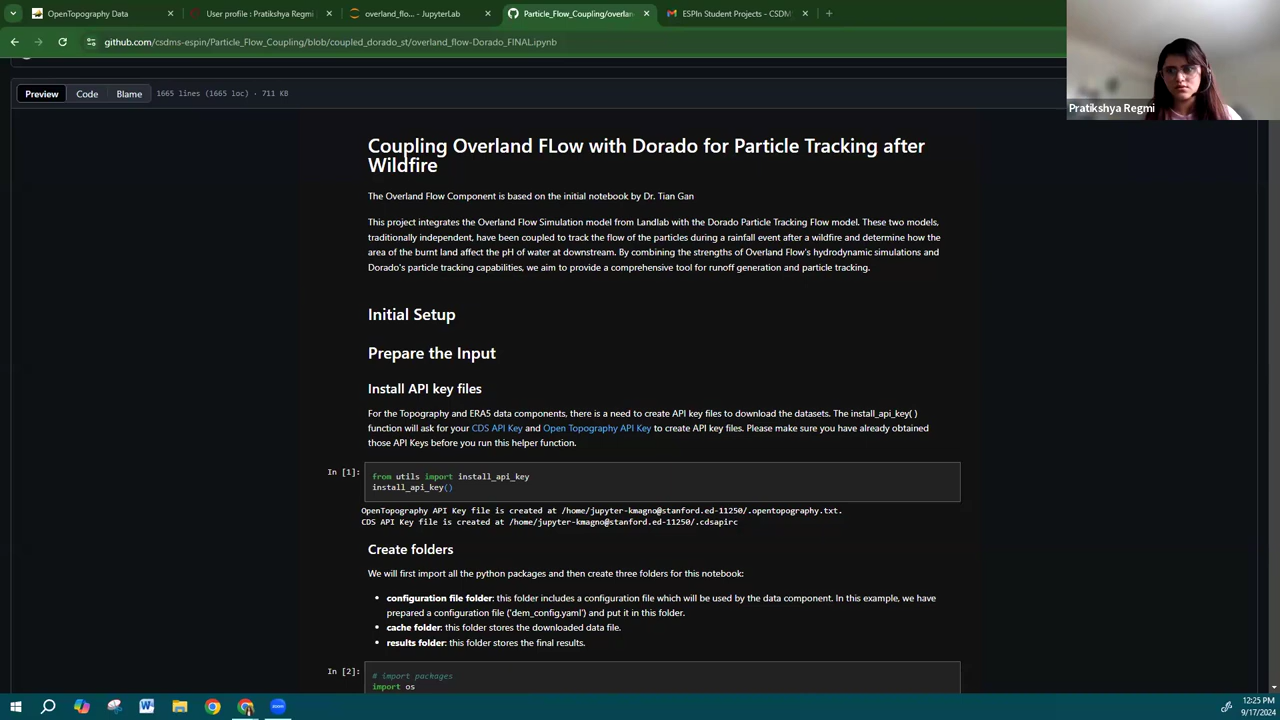 OpenTopography Data
User profile : Pratikshya Regmi
overland_flo... - JupyterLab
Particle_Flow_Coupling/overlan
ESPIn Student Projects - CSDM
github.com/csdms-espin/Particle_Flow_Coupling/blob/coupled_dorado_st/overland_flow-Dorado_FINAL.ipynb
Pratikshya Regmi
Preview
Code
Blame
1665 lines (1665 loc) · 711 KB
Coupling Overland FLow with Dorado for Particle Tracking after
Wildfire
The Overland Flow Component is based on the initial notebook by Dr. Tian Gan
This project integrates the Overland Flow Simulation model from Landlab with the Dorado Particle Tracking Flow model. These two models,
traditionally independent, have been coupled to track the flow of the particles during a rainfall event after a wildfire and determine how the
area of the burnt land affect the pH of water at downstream. By combining the strengths of Overland Flow's hydrodynamic simulations and
Dorado's particle tracking capabilities, we aim to provide a comprehensive tool for runoff generation and particle tracking.
Initial Setup
Prepare the Input
Install API key files
For the Topography and ERA5 data components, there is a need to create API key files to download the datasets. The install_api_key( )
function will ask for your CDS API Key and Open Topography API Key to create API key files. Please make sure you have already obtained
those API Keys before you run this helper function.
In [1]:
from utils import install_api_key
install_api_key()
OpenTopography API Key file is created at /home/jupyter-kmagno@stanford.ed-11250/.opentopography.txt.
CDS API Key file is created at /home/jupyter-kmagno@stanford.ed-11250/.cdsapirc
Create folders
We will first import all the python packages and then create three folders for this notebook:
• configuration file folder: this folder includes a configuration file which will be used by the data component. In this example, we have
prepared a configuration file ('dem_config.yaml') and put it in this folder.
• cache folder: this folder stores the downloaded data file.
• results folder: this folder stores the final results.
In [2]:
# import packages
import os
12:25 PM
9/17/2024